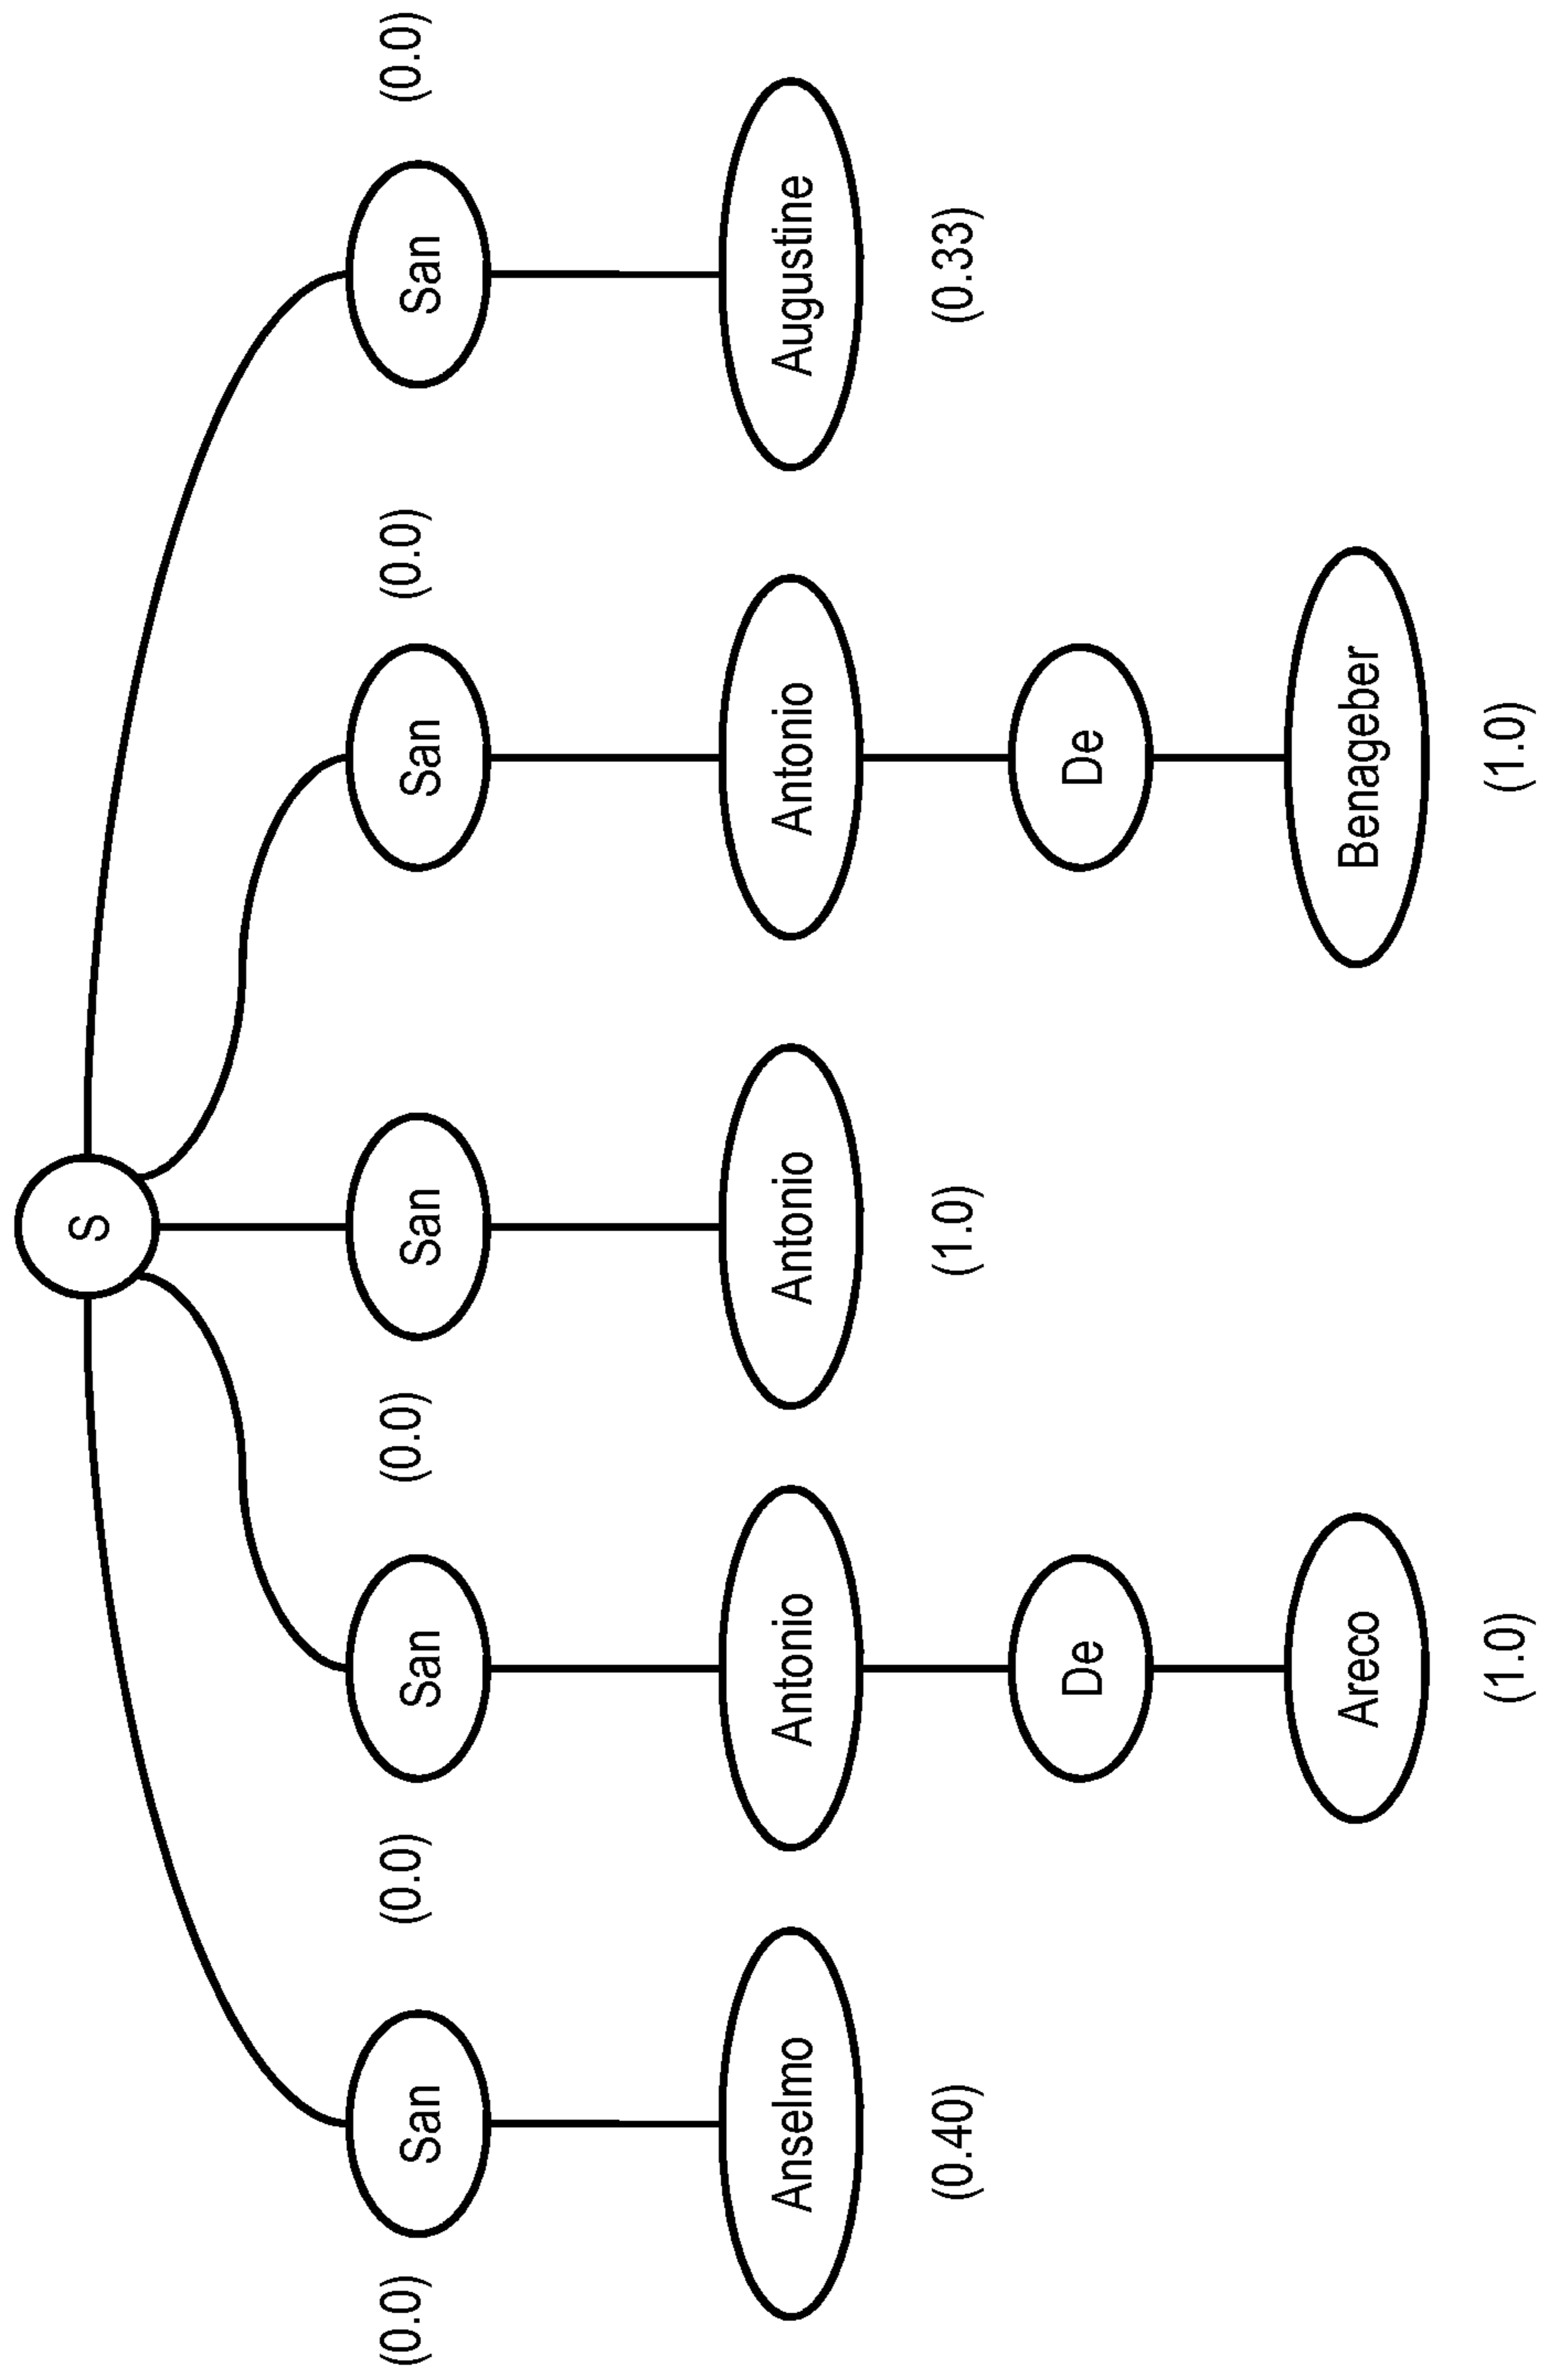 S
(0.0) San (0.0) San (0.0) San San (0.0) San (0.0)
Anselmo Antonio Antonio Antonio Augustine
(0.40) (1.0) (0.33)
De De
Areco Benageber
(1.0) (1.0)